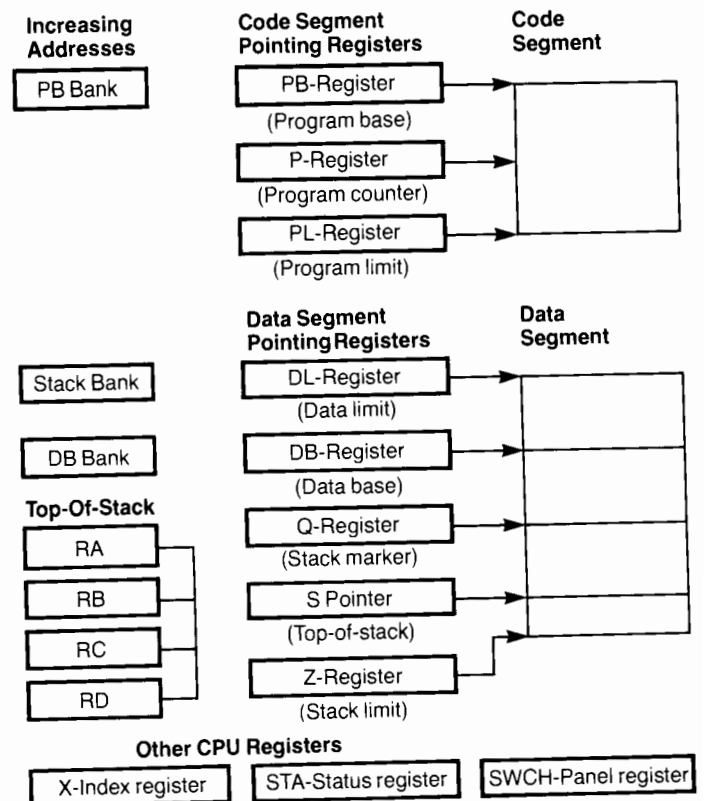 Increasing
Addresses
Code Segment
Pointing Registers
Code
Segment
PB Bank
PB-Register
(Program base)
P-Register
(Program counter)
PL-Register
(Program limit)
Data Segment
Pointing Registers
Data
Segment
Stack Bank
DL-Register
(Data limit)
DB Bank
DB-Register
(Data base)
Top-Of-Stack
RA
RB
RC
RD
Q-Register
(Stack marker)
S Pointer
(Top-of-stack)
Z-Register
(Stack limit)
Other CPU Registers
X-Index register
STA-Status register
SWCH-Panel register